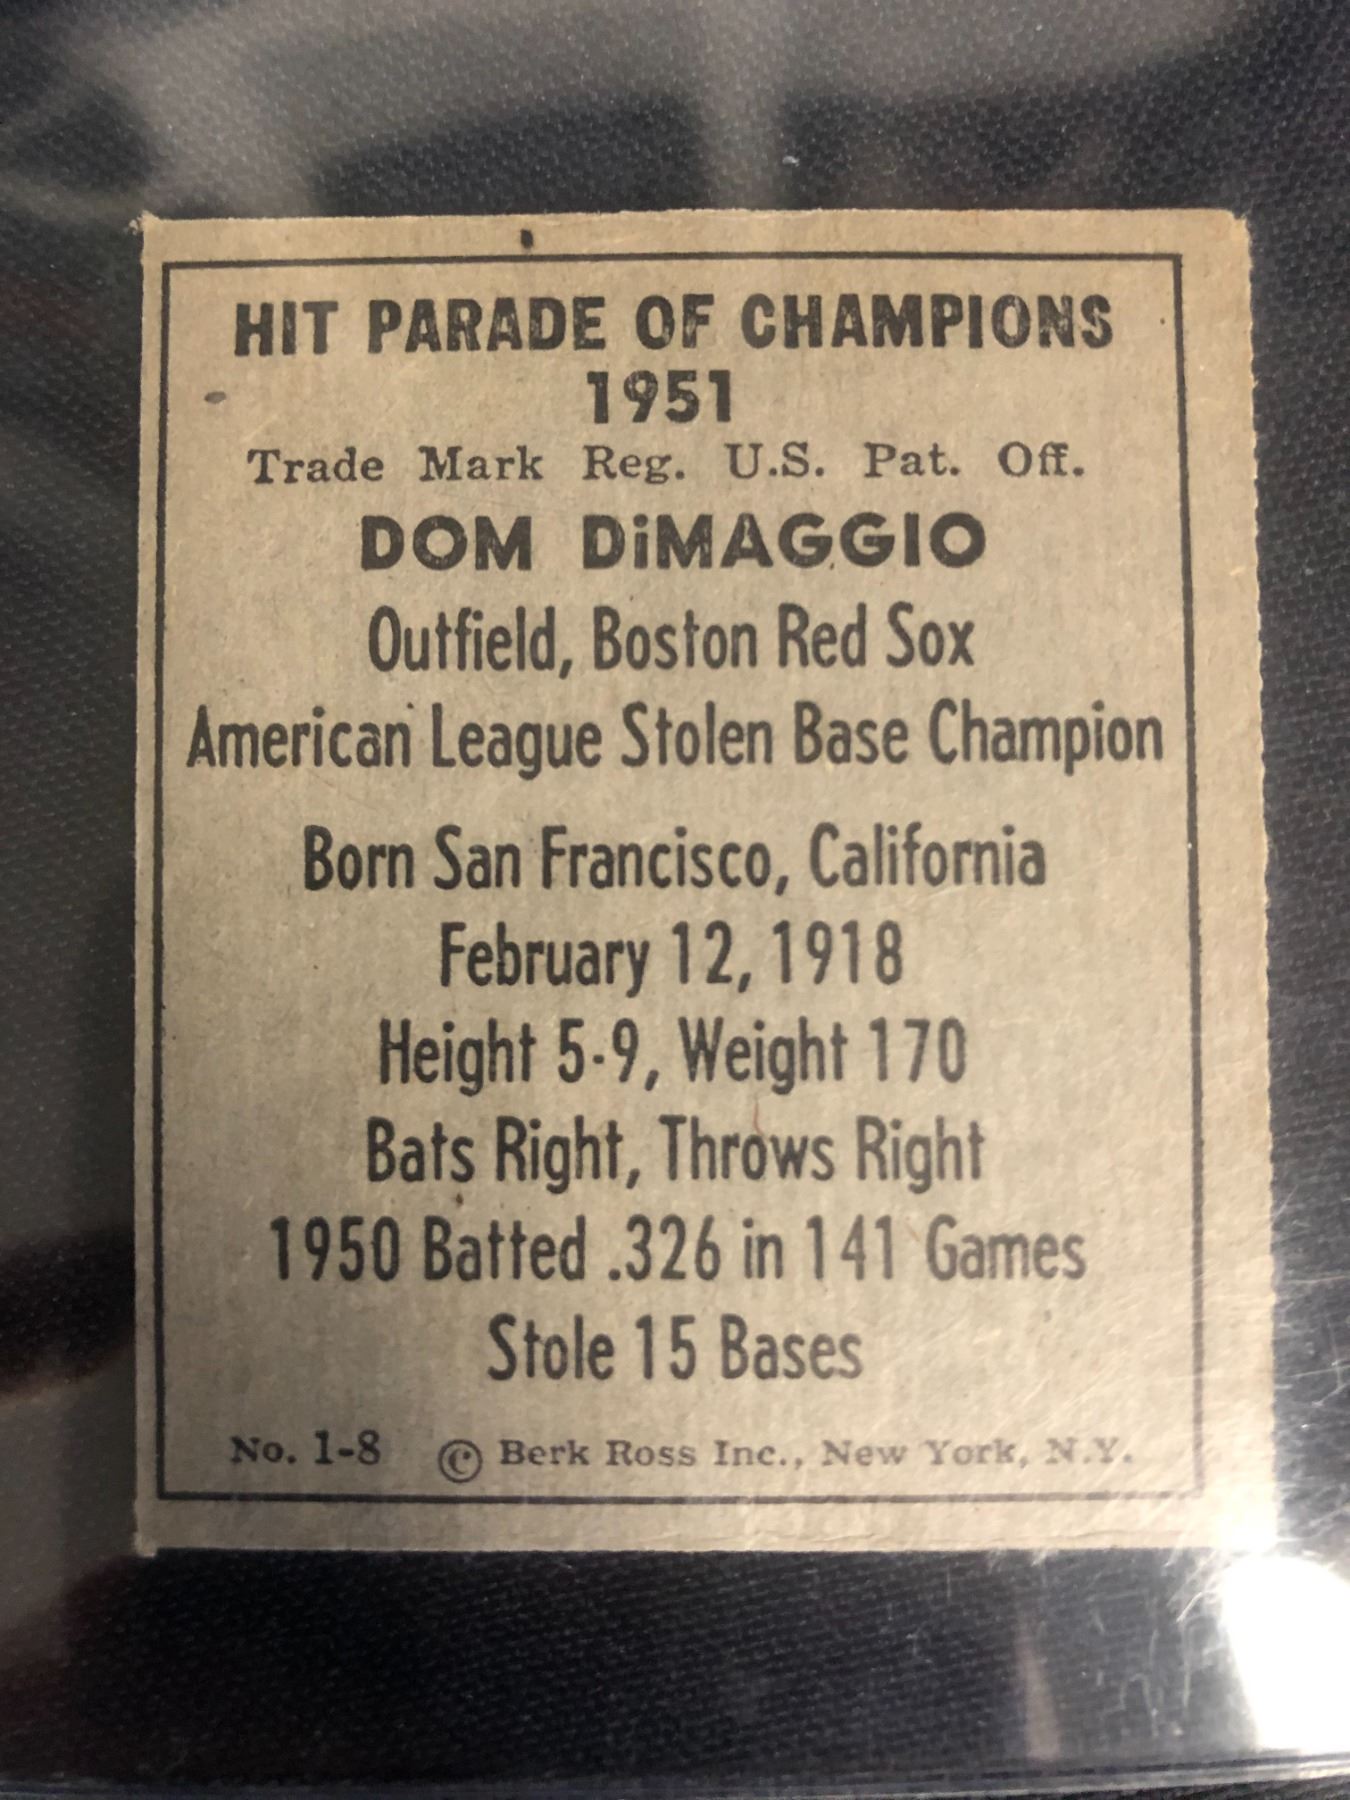 HIT PARADE OF CHAMPIONS
1951
Trade Mark Reg. U.S. Pat. Off.
DOM DiMAGGIO
Outfield, Boston Red Sox
American League Stolen Base Champion
Born San Francisco, California
February 12, 1918
Height 5-9, Weight 170
Bats Right, Throws Right
1950 Batted .326 in 141 Games
Stole 15 Bases
No. 1-8 © Berk Ross Inc., New York, N.Y.